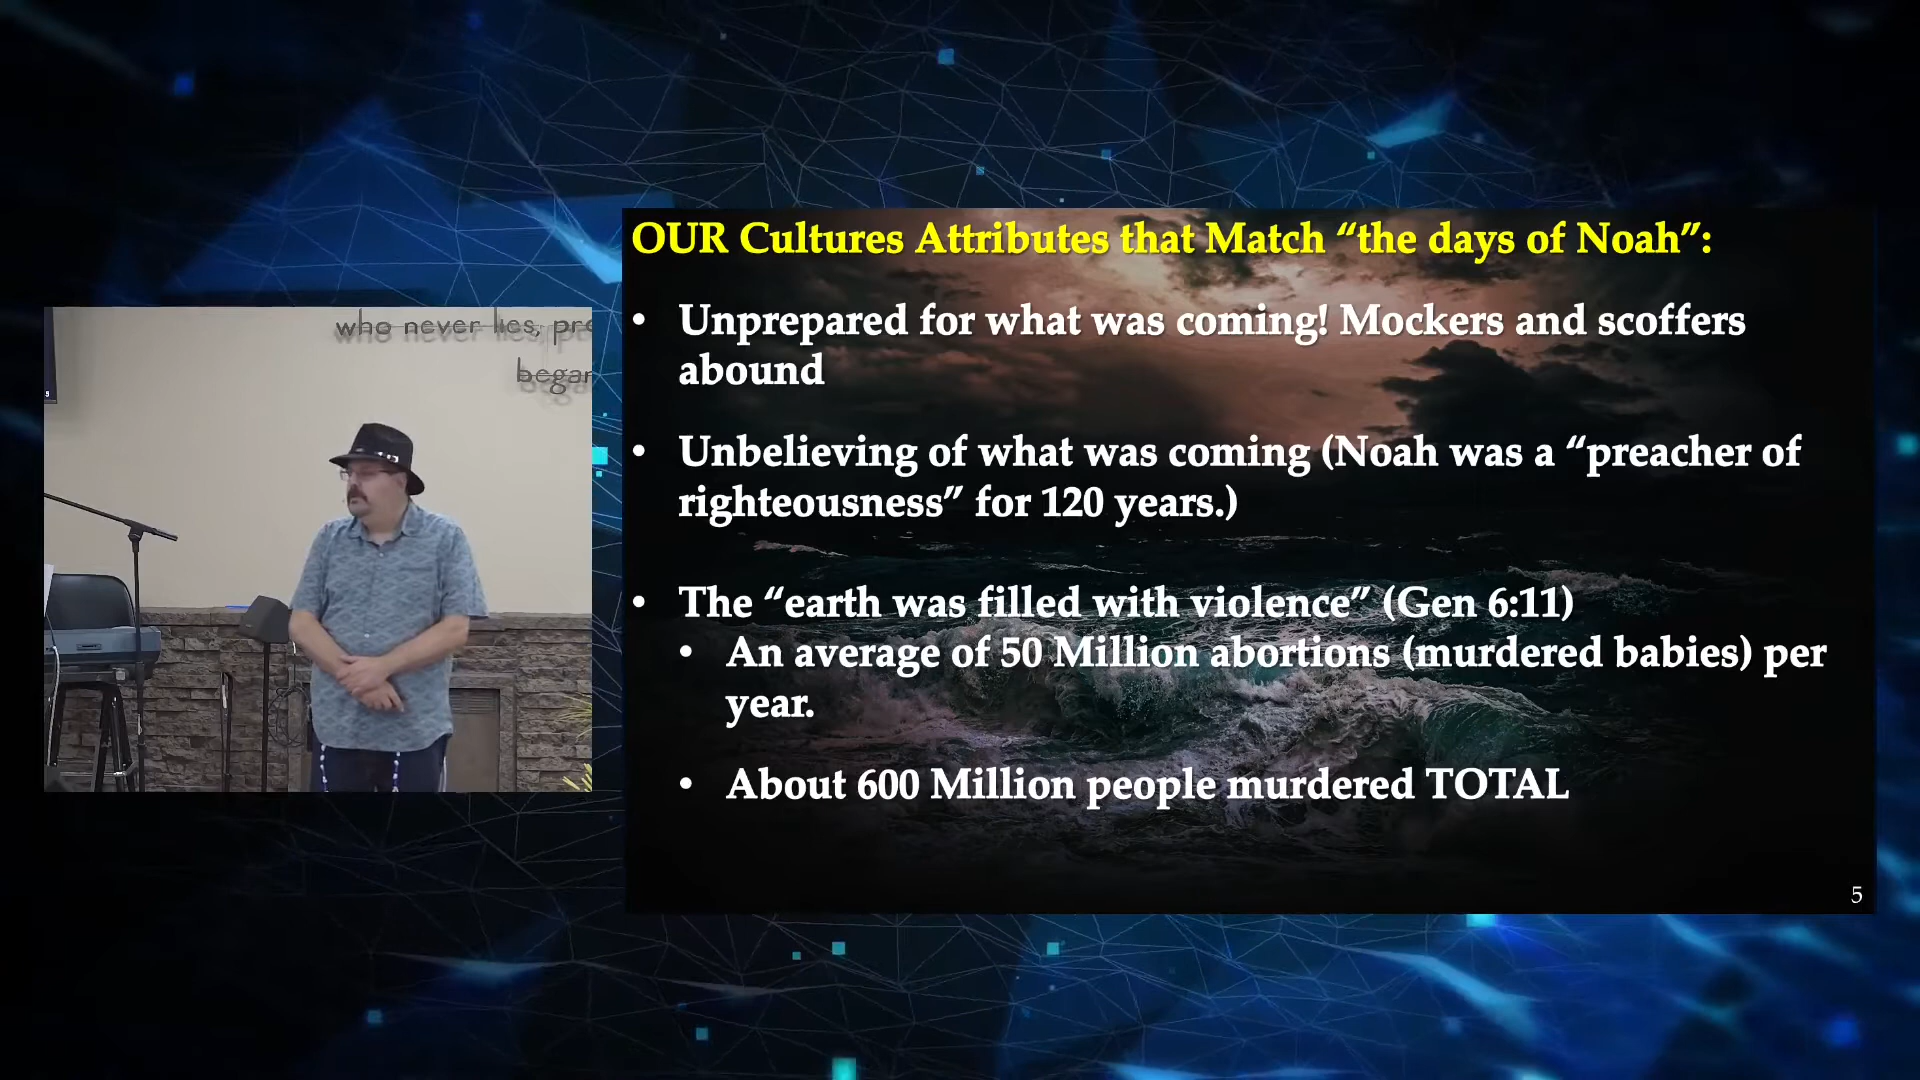 who never lies,
began
OUR Cultures Attributes that Match “the days of Noah”:
• Unprepared for what was coming! Mockers and scoffers
abound
• Unbelieving of what was coming (Noah was a “preacher of
righteousness” for 120 years.)
• The “earth was filled with violence” (Gen 6:11)
• An average of 50 Million abortions (murdered babies) per
year.
• About 600 Million people murdered TOTAL
5